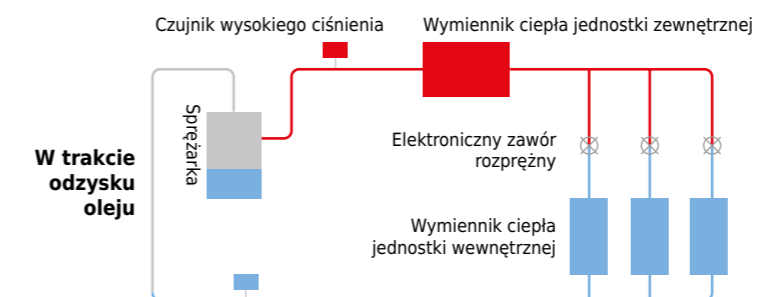 Czujnik wysokiego ciśnienia
Wymiennik ciepła jednostki zewnętrznej
Sprężarka
W trakcie
odzysku
oleju
Elektroniczny zawór
rozprężny
Wymiennik ciepła
jednostki wewnętrznej